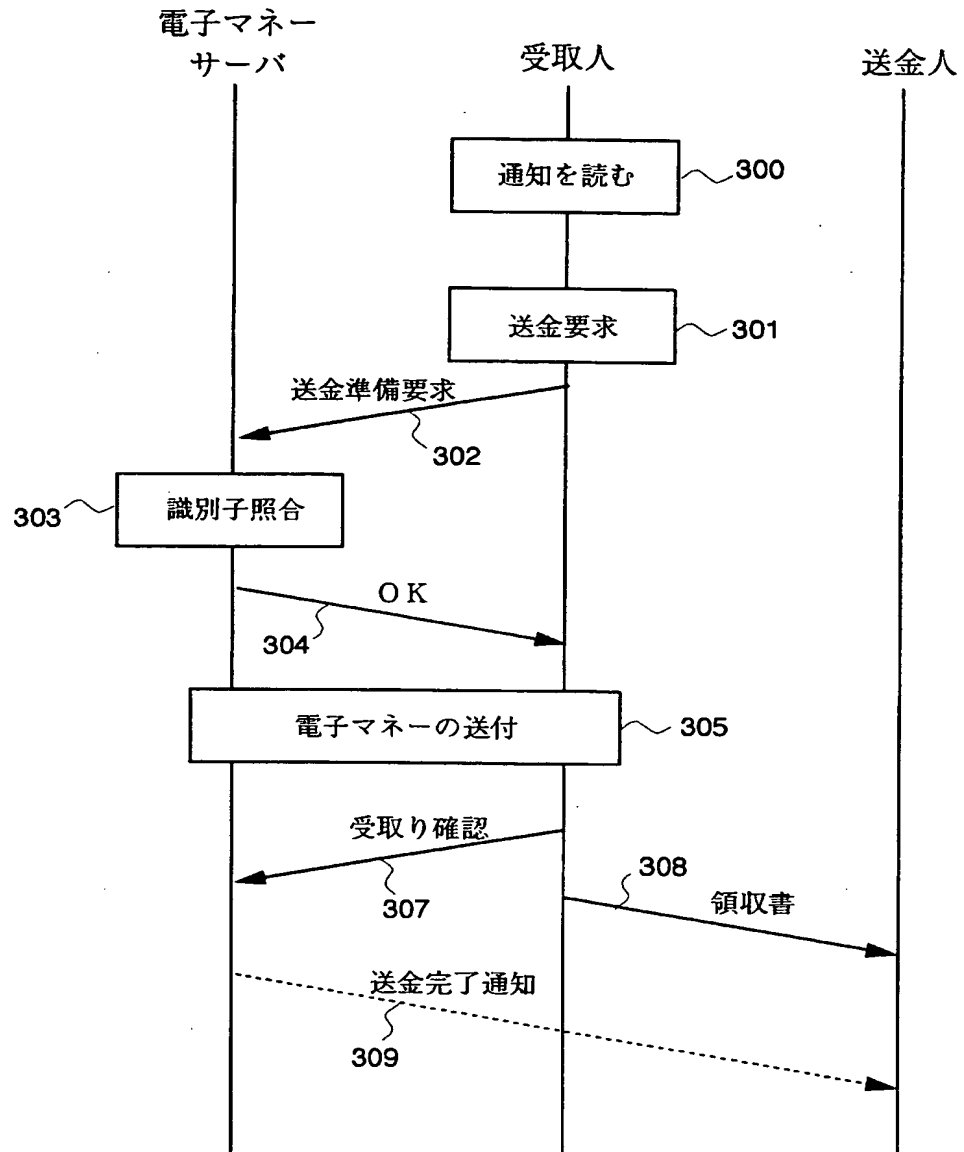 電子マネー
サーバ
受取人
送金人
通知を読む
300
送金要求
301
送金準備要求
302
識別子照合
303
OK
304
電子マネーの送付
305
受取り確認
307
308
領収書
送金完了通知
309